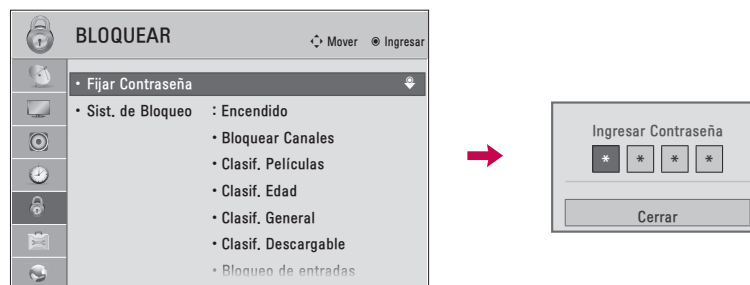 BLOQUEAR
Mover
Ingresar
• Fijar Contraseña
• Sist. de Bloqueo : Encendido
• Bloquear Canales
• Clasif. Películas
• Clasif. Edad
• Clasif. General
• Clasif. Descargable
• Bloqueo de entradas
Ingresar Contraseña
* * * *
Cerrar